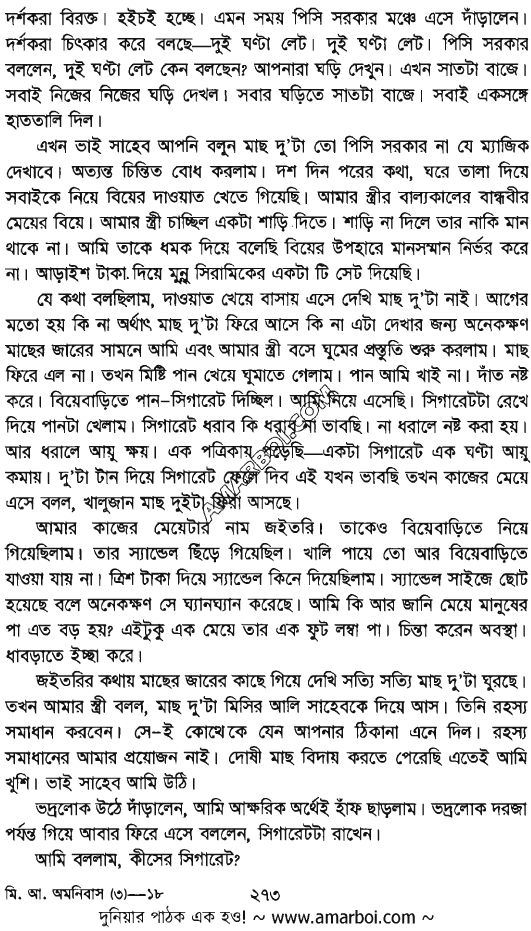 দর্শকরা বিরক্ত। হইচই হচ্ছে। এমন সময় পিসি সরকার মঞ্চে এসে দাঁড়ালেন।
দর্শকরা চিৎকার করে বলছে—দুই ঘণ্টা লেট। দুই ঘণ্টা লেট। পিসি সরকার
বললেন, দুই ঘণ্টা লেট কেন বলছেন? আপনারা ঘড়ি দেখুন। এখন সাতটা বাজে।
সবাই নিজের নিজের ঘড়ি দেখল। সবার ঘড়িতে সাতটা বাজে। সবাই একসঙ্গে
হাততালি দিল।
এখন ভাই সাহেব আপনি বলুন মাছ দু'টা তো পিসি সরকার না যে ম্যাজিক
দেখাবে। অত্যন্ত চিন্তিত বোধ করলাম। দশ দিন পরের কথা, ঘরে তালা দিয়ে
সবাইকে নিয়ে বিয়ের দাওয়াত খেতে গিয়েছি। আমার স্ত্রীর বাল্যকালের বান্ধবীর
মেয়ের বিয়ে। আমার স্ত্রী চাচ্ছিল একটা শাড়ি দিতে। শাড়ি না দিলে তার নাকি মান
থাকে না। আমি তাকে ধমক দিয়ে বলেছি বিয়ের উপহারে মানসম্মান নির্ভর করে
না। আড়াইশ টাকা দিয়ে মুন্নু সিরামিকের একটা টি সেট দিয়েছি।
যে কথা বলছিলাম, দাওয়াত খেয়ে বাসায় এসে দেখি মাছ দু'টা নাই। আগের
মতো হয় কি না অর্থাৎ মাছ দু'টা ফিরে আসে কি না এটা দেখার জন্য অনেকক্ষণ
মাছের জারের সামনে আমি এবং আমার স্ত্রী বসে ঘুমের প্রস্তুতি শুরু করলাম। মাছ
ফিরে এল না। তখন মিষ্টি পান খেয়ে ঘুমাতে গেলাম। পান আমি খাই না। দাঁত নষ্ট
করে। বিয়েবাড়িতে পান-সিগারেট দিচ্ছিল। আমি নিয়ে এসেছি। সিগারেটটা রেখে
দিয়ে পানটা খেলাম। সিগারেট ধরাব কি ধরাব না ভাবছি। না ধরালে নষ্ট করা হয়।
আর ধরালে আয়ু ক্ষয়। এক পত্রিকায় পড়েছি—একটা সিগারেট এক ঘণ্টা আয়ু
কমায়। দু'টা টান দিয়ে সিগারেট ফেলে দিব এই যখন ভাবছি তখন কাজের মেয়ে
এসে বলল, খালুজান মাছ দুইটা ফিরা আসছে।
আমার কাজের মেয়েটার নাম জইতরি। তাকেও বিয়েবাড়িতে নিয়ে
গিয়েছিলাম। তার স্যান্ডেল ছিঁড়ে গিয়েছিল। খালি পায়ে তো আর বিয়েবাড়িতে
যাওয়া যায় না। ত্রিশ টাকা দিয়ে স্যান্ডেল কিনে দিয়েছিলাম। স্যান্ডেল সাইজে ছোট
হয়েছে বলে অনেকক্ষণ সে ঘ্যানঘ্যান করেছে। আমি কি আর জানি মেয়ে মানুষের
পা এত বড় হয়? এইটুকু এক মেয়ে তার এক ফুট লম্বা পা। চিন্তা করেন অবস্থা।
ধাবড়াতে ইচ্ছা করে।
জইতরির কথায় মাছের জারের কাছে গিয়ে দেখি সত্যি সত্যি মাছ দু'টা ঘুরছে।
তখন আমার স্ত্রী বলল, মাছ দু'টা মিসির আলি সাহেবকে দিয়ে আস। তিনি রহস্য
সমাধান করবেন। সে-ই কোত্থেকে যেন আপনার ঠিকানা এনে দিল। রহস্য
সমাধানের আমার প্রয়োজন নাই। দোষী মাছ বিদায় করতে পেরেছি এতেই আমি
খুশি। ভাই সাহেব আমি উঠি।
ভদ্রলোক উঠে দাঁড়ালেন, আমি আক্ষরিক অর্থেই হাঁফ ছাড়লাম। ভদ্রলোক দরজা
পর্যন্ত গিয়ে আবার ফিরে এসে বললেন, সিগারেটটা রাখেন।
আমি বললাম, কীসের সিগারেট?
মি. আ. অমনিবাস (৩)—১৮ ২৭৩
দুনিয়ার পাঠক এক হও! ~ www.amarboi.com ~
AMARBOI.COM